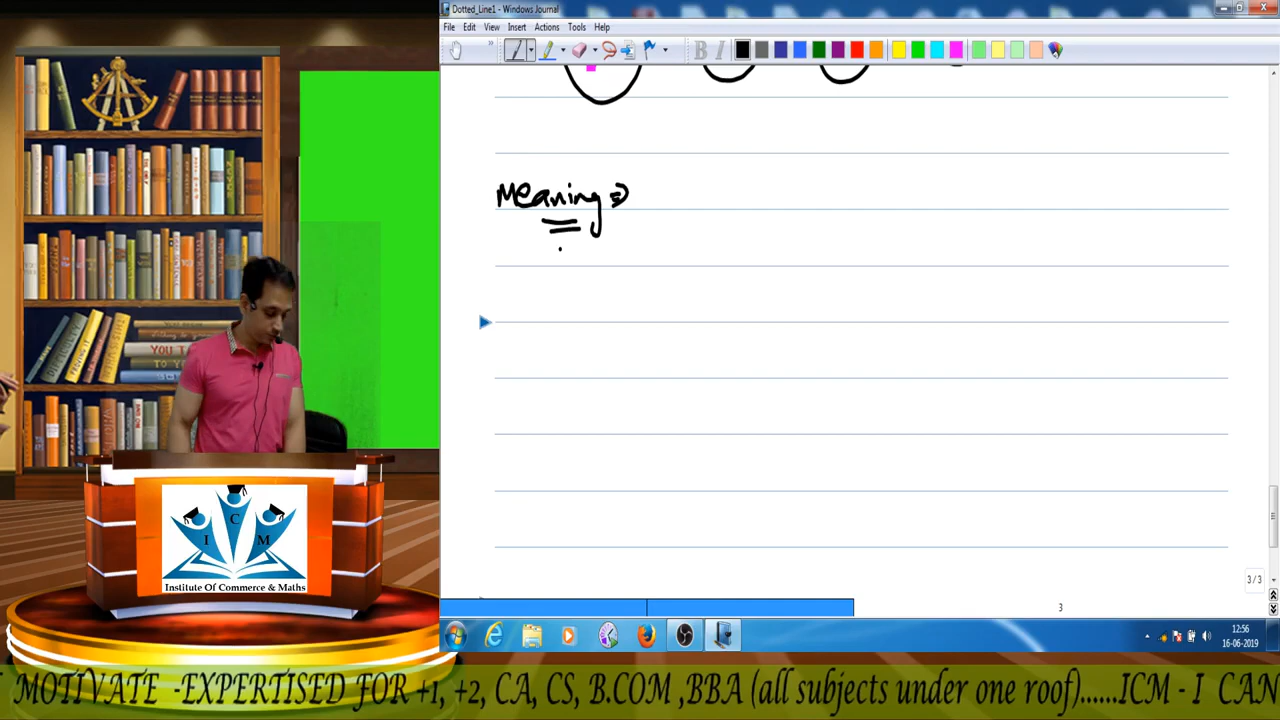 Dotted_Line1 - Windows Journal
File Edit View Insert Actions Tools Help
B I
Meaning ⇒
YOU T
TO Y
DIFFICULTY
I C M
Institute Of Commerce & Maths
3/3
3
12:56
16-06-2019
MOTIVATE -EXPERTISED FOR +1, +2, CA, CS, B.COM ,BBA (all subjects under one roof)......ICM - I CAN